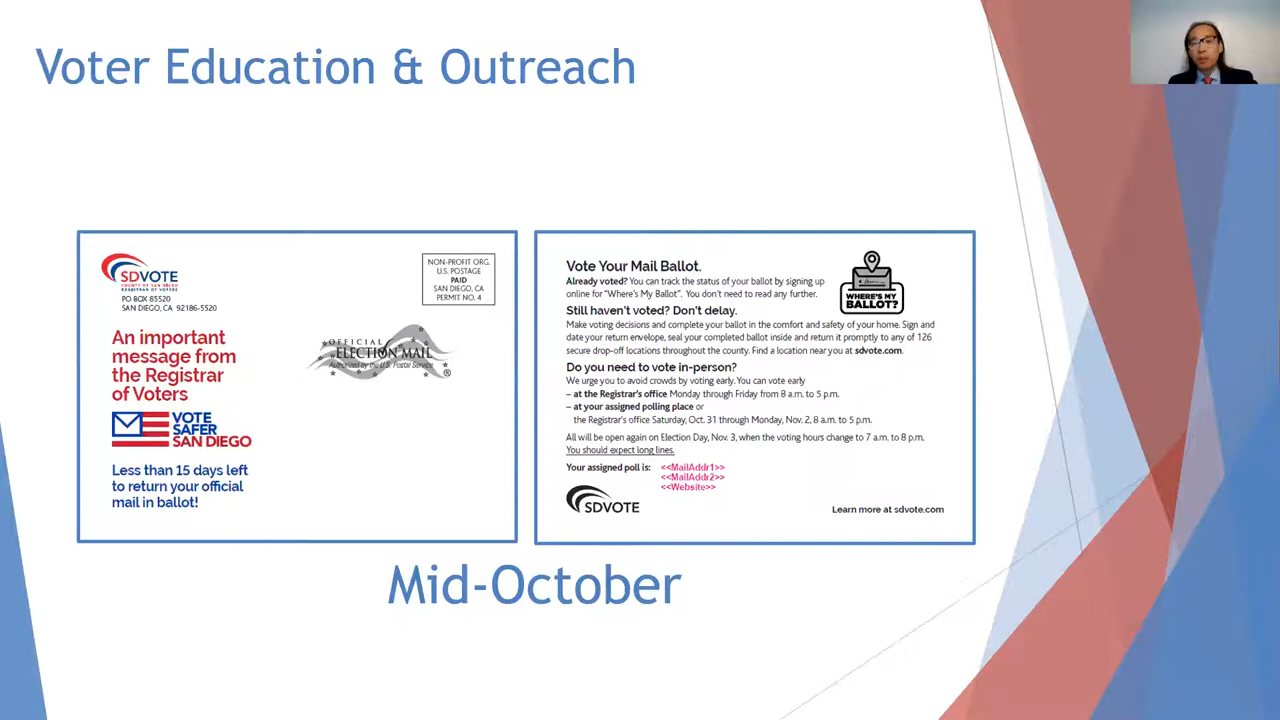 Voter Education & Outreach
SDVOTE
COUNTY OF SAN DIEGO
REGISTRAR OF VOTERS
PO BOX 85520
SAN DIEGO, CA 92186-5520
NON-PROFIT ORG.
U.S. POSTAGE
PAID
SAN DIEGO, CA
PERMIT NO. 4
An important
message from
the Registrar
of Voters
OFFICIAL
ELECTION MAIL
Authorized by the U.S. Postal Service
®
VOTE
SAFER
SAN DIEGO
Less than 15 days left
to return your official
mail in ballot!
Vote Your Mail Ballot.
Already voted? You can track the status of your ballot by signing up
online for "Where's My Ballot". You don't need to read any further.
WHERE'S MY
BALLOT?
Still haven't voted? Don't delay.
Make voting decisions and complete your ballot in the comfort and safety of your home. Sign and
date your return envelope, seal your completed ballot inside and return it promptly to any of 126
secure drop-off locations throughout the county. Find a location near you at sdvote.com.
Do you need to vote in-person?
We urge you to avoid crowds by voting early. You can vote early
– at the Registrar's office Monday through Friday from 8 a.m. to 5 p.m.
– at your assigned polling place or
the Registrar's office Saturday, Oct. 31 through Monday, Nov. 2, 8 a.m. to 5 p.m.
All will be open again on Election Day, Nov. 3, when the voting hours change to 7 a.m. to 8 p.m.
You should expect long lines.
Your assigned poll is: <<MailAddr1>>
<<MailAddr2>>
<<Website>>
SDVOTE
Learn more at sdvote.com
Mid-October